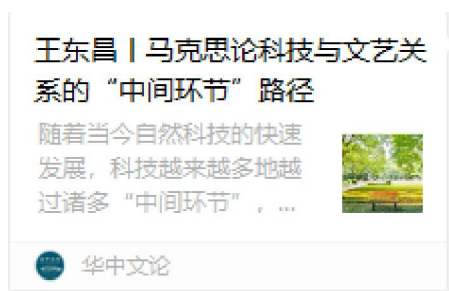 王东昌丨马克思论科技与文艺关
系的“中间环节”路径
随着当今自然科技的快速
发展，科技越来越多地越
过诸多“中间环节”，...
华中文论